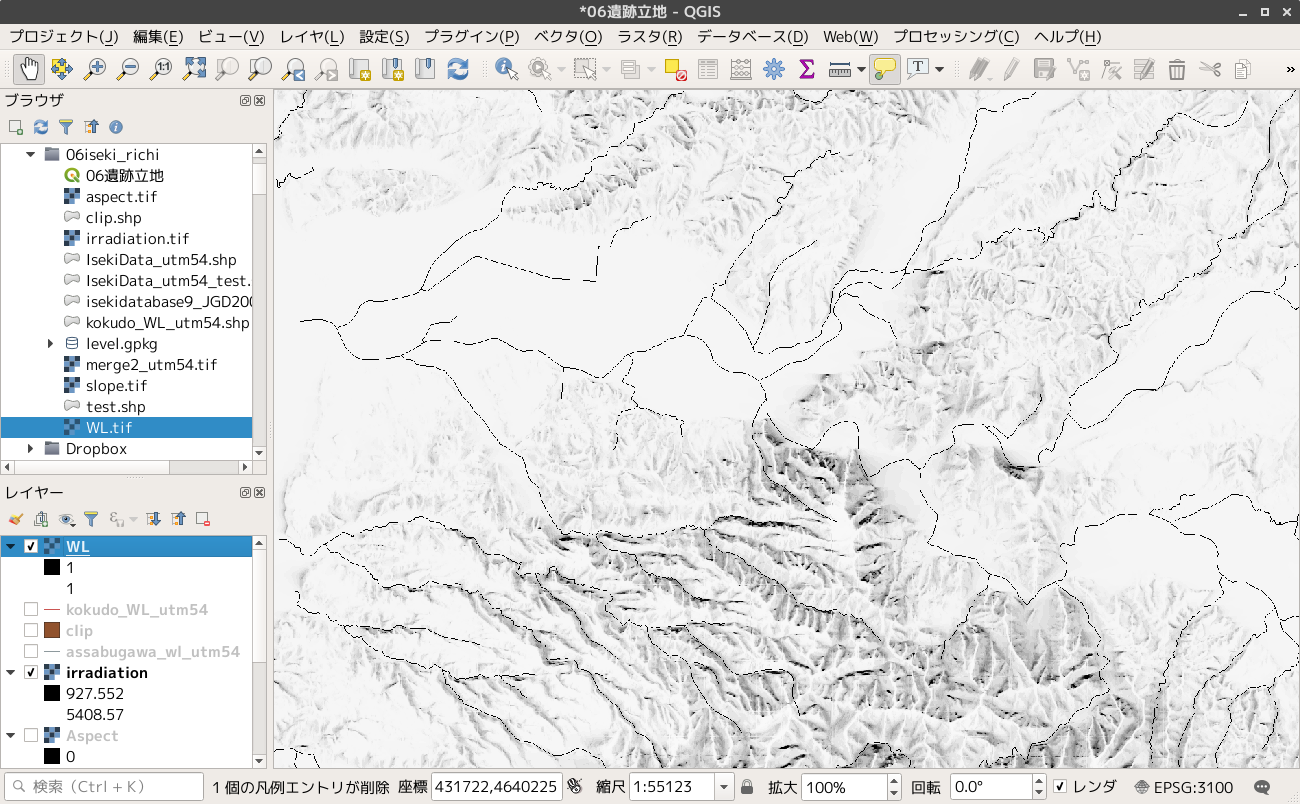 *06遺跡立地 - QGIS
プロジェクト(J) 編集(E) ビュー(V) レイヤ(L) 設定(S) プラグイン(P) ベクタ(O) ラスタ(R) データベース(D) Web(W) プロセッシング(C) ヘルプ(H)
ブラウザ
06iseki_richi
06遺跡立地
aspect.tif
clip.shp
irradiation.tif
IsekiData_utm54.shp
IsekiData_utm54_test.
isekidatabase9_JGD200
kokudo_WL_utm54.shp
level.gpkg
merge2_utm54.tif
slope.tif
test.shp
WL.tif
Dropbox
レイヤー
WL
1
1
kokudo_WL_utm54
clip
assabugawa_wl_utm54
irradiation
927.552
5408.57
Aspect
0
検索（Ctrl + K） 1 個の凡例エントリが削除 座標 431722,4640225 縮尺 1:55123 拡大 100% 回転 0.0° レンダ EPSG:3100